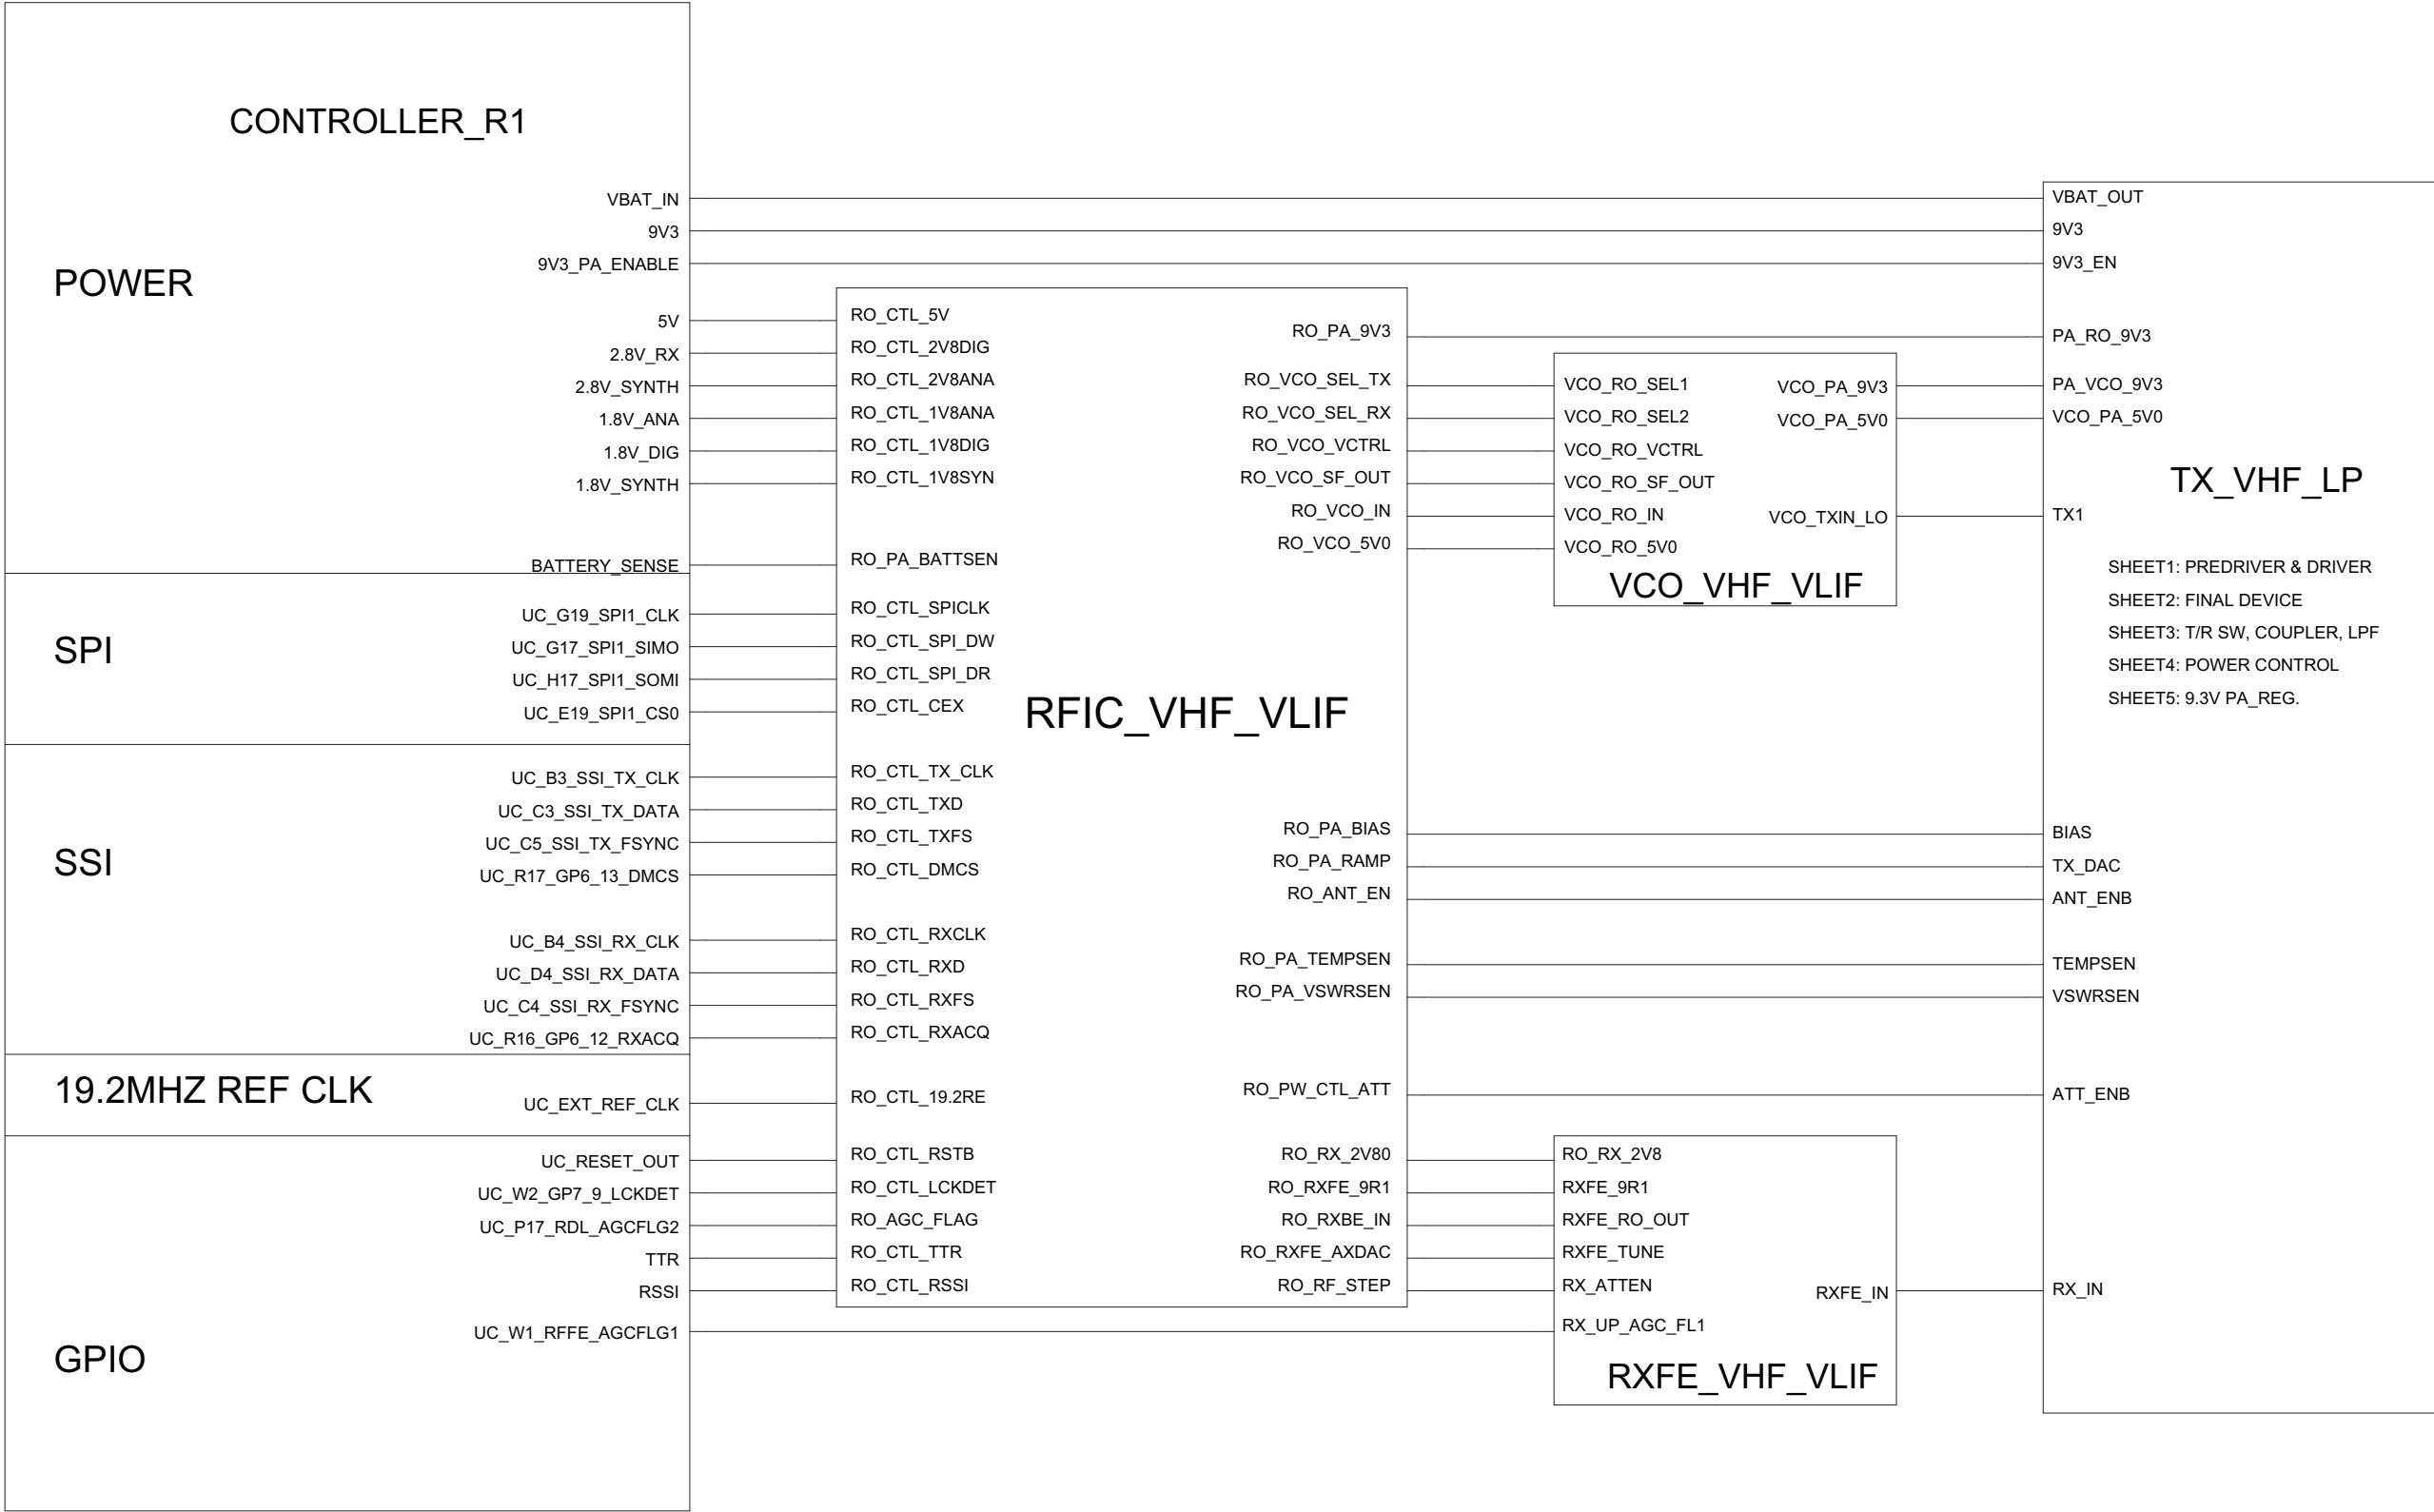 CONTROLLER_R1
POWER
VBAT_IN
9V3
9V3_PA_ENABLE
5V
2.8V_RX
2.8V_SYNTH
1.8V_ANA
1.8V_DIG
1.8V_SYNTH
BATTERY_SENSE
SPI
UC_G19_SPI1_CLK
UC_G17_SPI1_SIMO
UC_H17_SPI1_SOMI
UC_E19_SPI1_CS0
SSI
UC_B3_SSI_TX_CLK
UC_C3_SSI_TX_DATA
UC_C5_SSI_TX_FSYNC
UC_R17_GP6_13_DMCS
UC_B4_SSI_RX_CLK
UC_D4_SSI_RX_DATA
UC_C4_SSI_RX_FSYNC
UC_R16_GP6_12_RXACQ
19.2MHZ REF CLK
UC_EXT_REF_CLK
GPIO
UC_RESET_OUT
UC_W2_GP7_9_LCKDET
UC_P17_RDL_AGCFLG2
TTR
RSSI
UC_W1_RFFE_AGCFLG1
RFIC_VHF_VLIF
RO_CTL_5V
RO_CTL_2V8DIG
RO_CTL_2V8ANA
RO_CTL_1V8ANA
RO_CTL_1V8DIG
RO_CTL_1V8SYN
RO_PA_BATTSEN
RO_CTL_SPICLK
RO_CTL_SPI_DW
RO_CTL_SPI_DR
RO_CTL_CEX
RO_CTL_TX_CLK
RO_CTL_TXD
RO_CTL_TXFS
RO_CTL_DMCS
RO_CTL_RXCLK
RO_CTL_RXD
RO_CTL_RXFS
RO_CTL_RXACQ
RO_CTL_19.2RE
RO_CTL_RSTB
RO_CTL_LCKDET
RO_AGC_FLAG
RO_CTL_TTR
RO_CTL_RSSI
RO_PA_9V3
RO_VCO_SEL_TX
RO_VCO_SEL_RX
RO_VCO_VCTRL
RO_VCO_SF_OUT
RO_VCO_IN
RO_VCO_5V0
RO_PA_BIAS
RO_PA_RAMP
RO_ANT_EN
RO_PA_TEMPSEN
RO_PA_VSWRSEN
RO_PW_CTL_ATT
RO_RX_2V80
RO_RXFE_9R1
RO_RXBE_IN
RO_RXFE_AXDAC
RO_RF_STEP
VCO_RO_SEL1
VCO_RO_SEL2
VCO_RO_VCTRL
VCO_RO_SF_OUT
VCO_RO_IN
VCO_RO_5V0
VCO_PA_9V3
VCO_PA_5V0
VCO_TXIN_LO
VCO_VHF_VLIF
RO_RX_2V8
RXFE_9R1
RXFE_RO_OUT
RXFE_TUNE
RX_ATTEN
RX_UP_AGC_FL1
RXFE_IN
RXFE_VHF_VLIF
VBAT_OUT
9V3
9V3_EN
PA_RO_9V3
PA_VCO_9V3
VCO_PA_5V0
TX_VHF_LP
TX1
SHEET1: PREDRIVER & DRIVER
SHEET2: FINAL DEVICE
SHEET3: T/R SW, COUPLER, LPF
SHEET4: POWER CONTROL
SHEET5: 9.3V PA_REG.
BIAS
TX_DAC
ANT_ENB
TEMPSEN
VSWRSEN
ATT_ENB
RX_IN